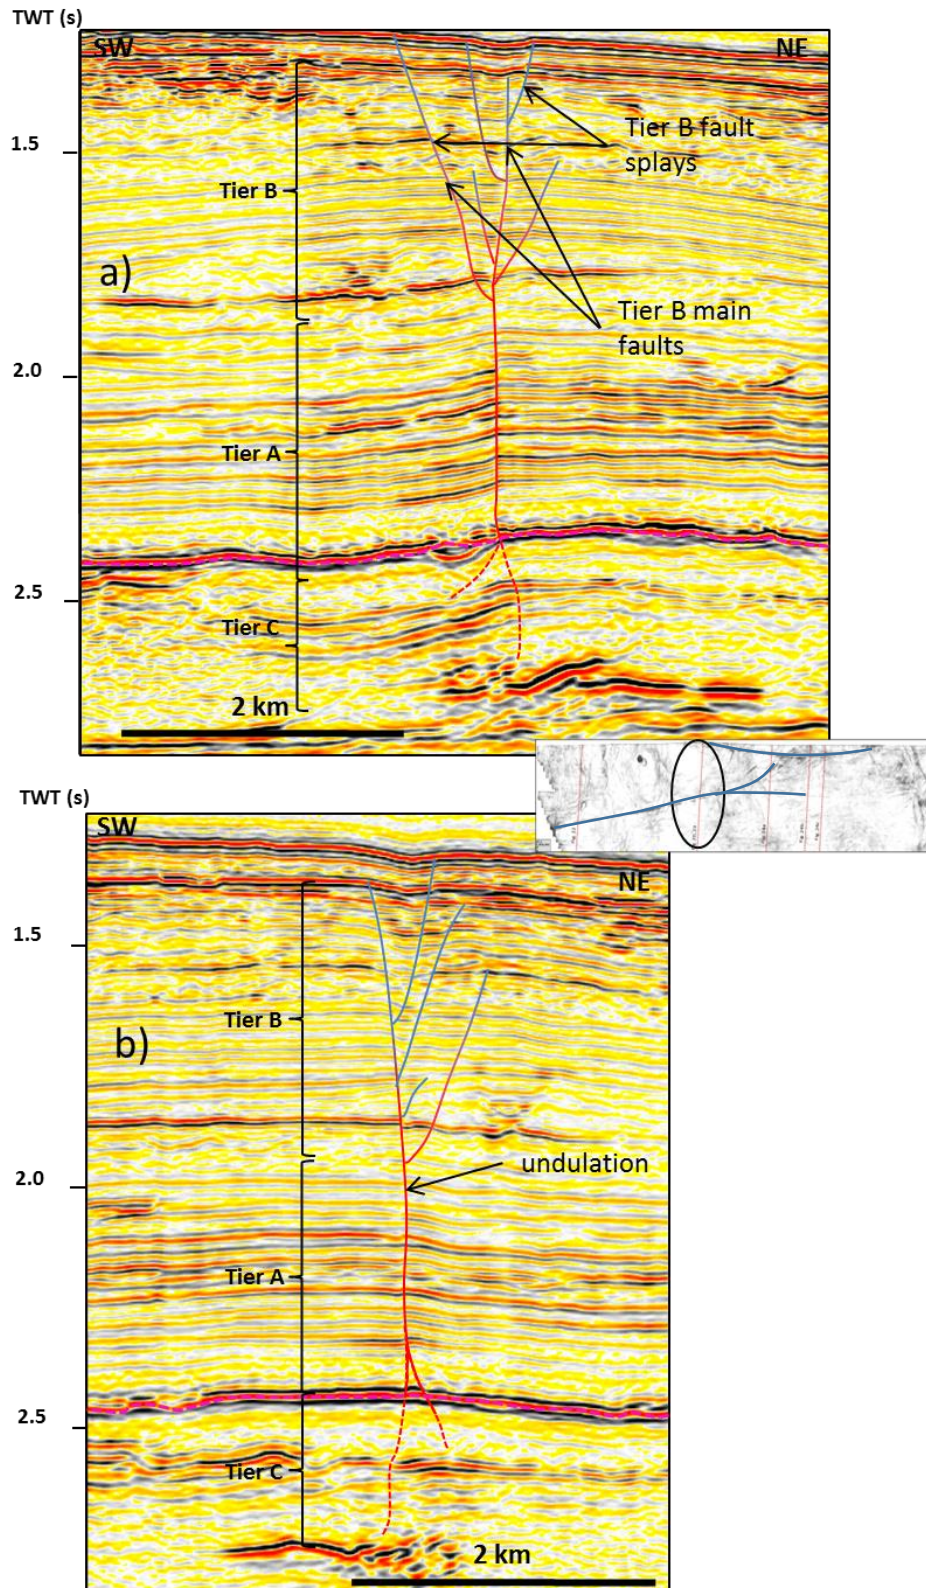 TWT (s)
SW
NE
1.5
Tier B fault
splays
Tier B
a)
Tier B main
faults
2.0
Tier A
2.5
Tier C
2 km
TWT (s)
SW
NE
1.5
Tier B
b)
undulation
2.0
Tier A
2.5
Tier C
2 km